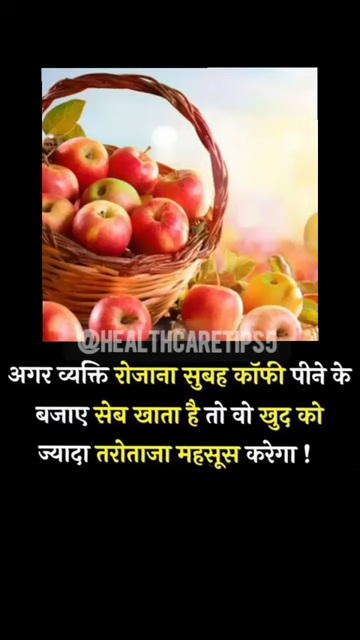 @HEALTHCARETIPS5
अगर व्यक्ति रोजाना सुबह कॉफी पीने के
बजाए सेब खाता है तो वो खुद को
ज्यादा तरोताजा महसूस करेगा !